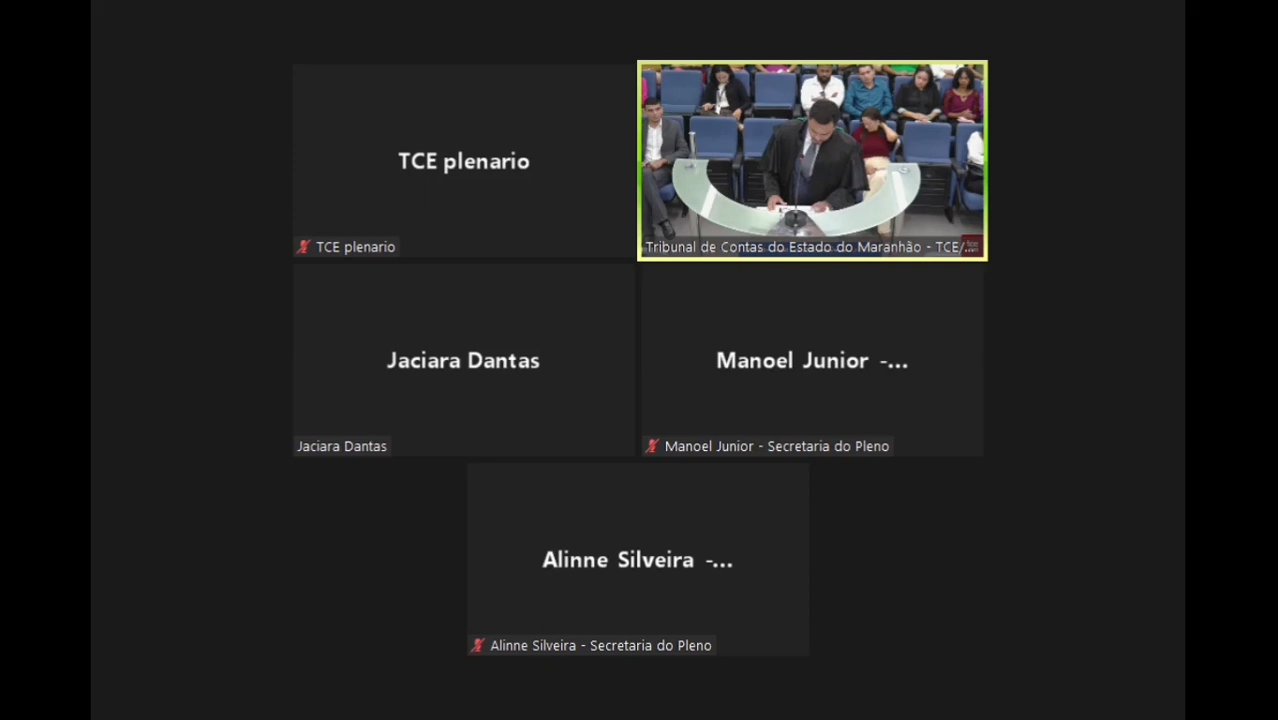 TCE plenario
TCE plenario
Tribunal de Contas do Estado do Maranhão - TCE/
Jaciara Dantas
Jaciara Dantas
Manoel Junior -...
Manoel Junior - Secretaria do Pleno
Alinne Silveira -...
Alinne Silveira - Secretaria do Pleno